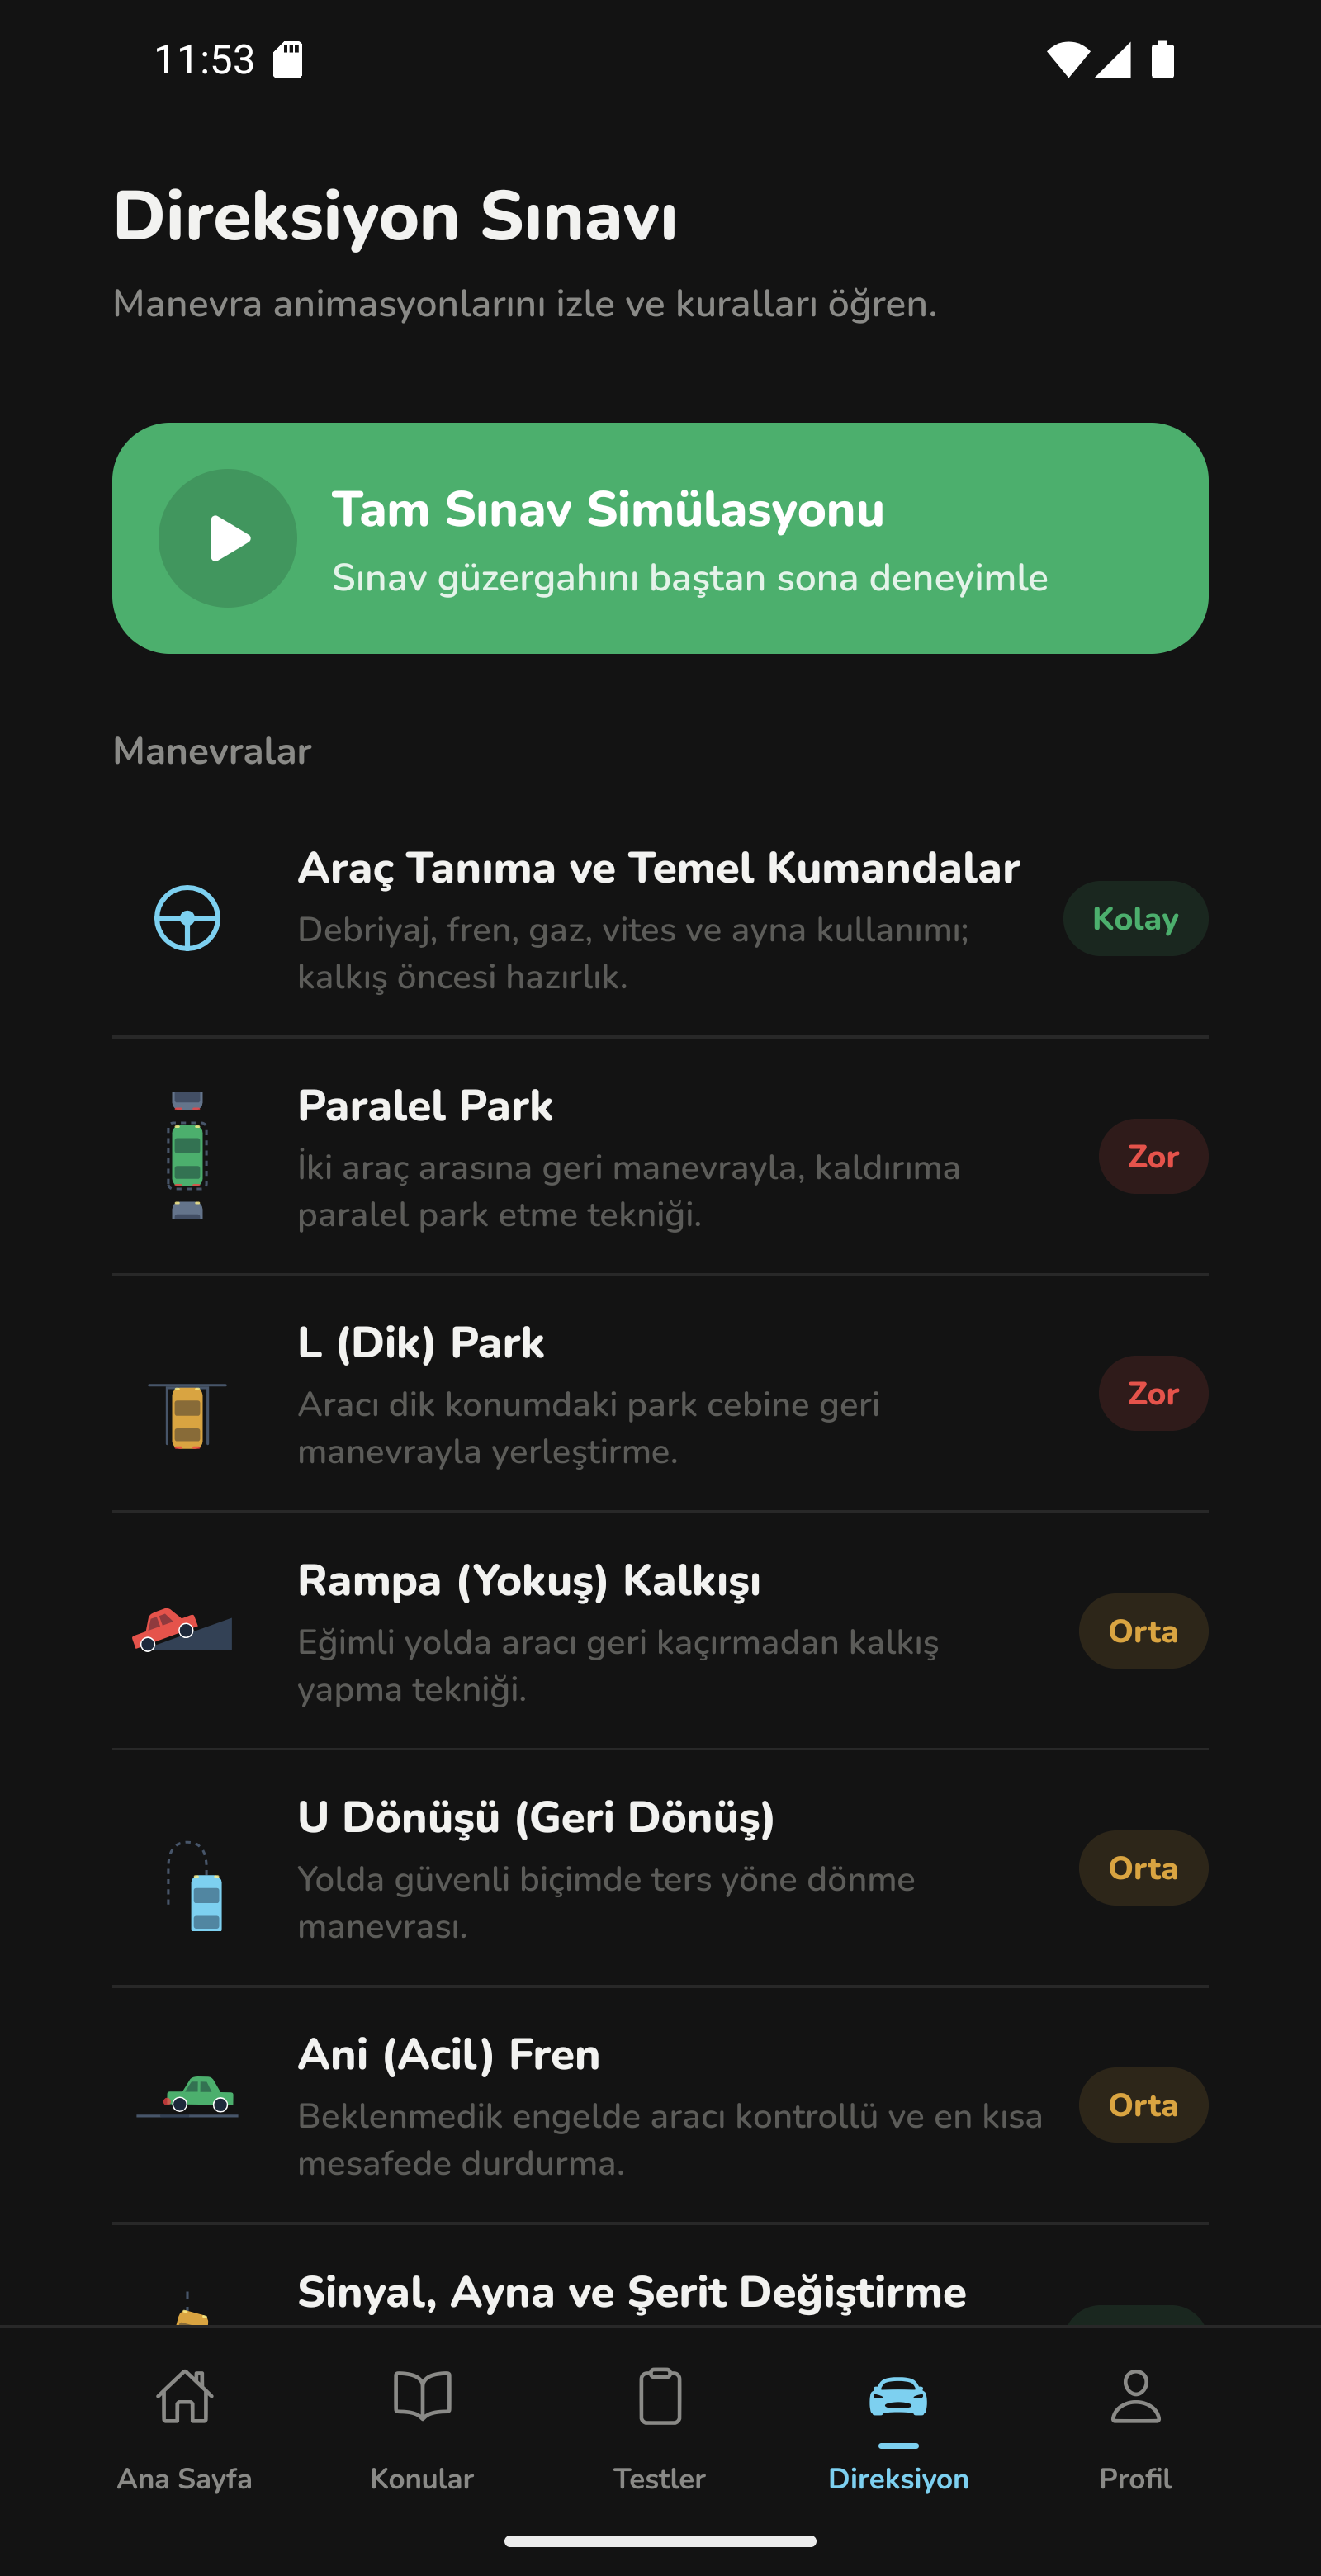 11:53
Direksiyon Sınavı
Manevra animasyonlarını izle ve kuralları öğren.
Tam Sınav Simülasyonu
Sınav güzergahını baştan sona deneyimle
Manevralar
Araç Tanıma ve Temel Kumandalar
Debriyaj, fren, gaz, vites ve ayna kullanımı;
kalkış öncesi hazırlık.
Kolay
Paralel Park
İki araç arasına geri manevrayla, kaldırıma
paralel park etme tekniği.
Zor
L (Dik) Park
Aracı dik konumdaki park cebine geri
manevrayla yerleştirme.
Zor
Rampa (Yokuş) Kalkışı
Eğimli yolda aracı geri kaçırmadan kalkış
yapma tekniği.
Orta
U Dönüşü (Geri Dönüş)
Yolda güvenli biçimde ters yöne dönme
manevrası.
Orta
Ani (Acil) Fren
Beklenmedik engelde aracı kontrollü ve en kısa
mesafede durdurma.
Orta
Sinyal, Ayna ve Şerit Değiştirme
Ana Sayfa
Konular
Testler
Direksiyon
Profil